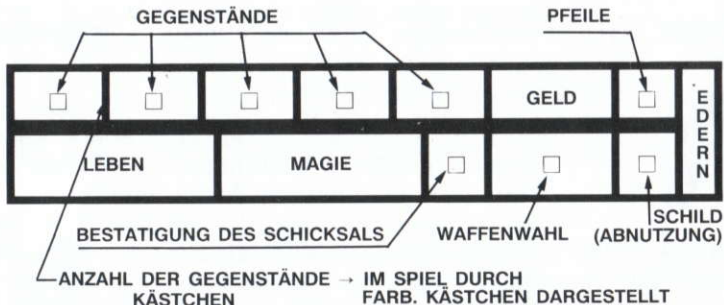 GEGENSTÄNDE
PFEILE
GELD
EDERN
LEBEN
MAGIE
BESTATIGUNG DES SCHICKSALS
WAFFENWAHL
SCHILD
(ABNUTZUNG)
ANZAHL DER GEGENSTÄNDE → IM SPIEL DURCH
KÄSTCHEN
FARB. KÄSTCHEN DARGESTELLT